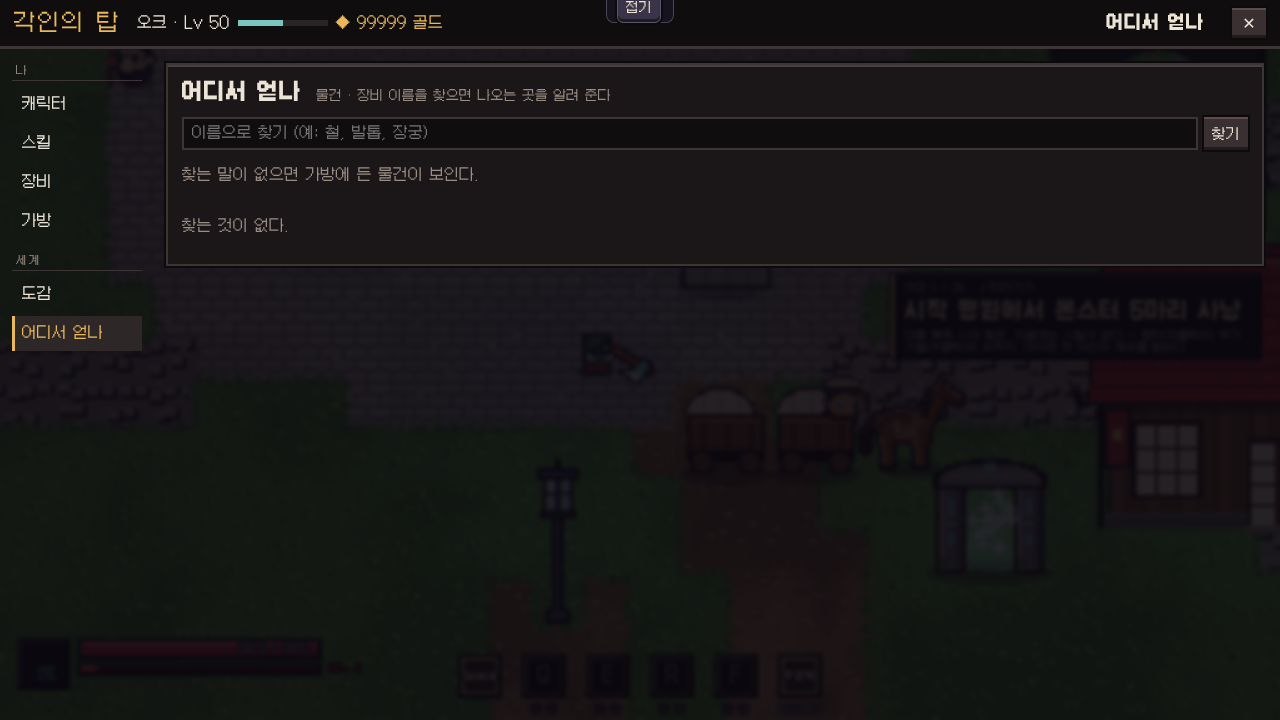 각인의 탑 오크 · Lv 50 ◆ 99999 골드 접기 어디서 얻나 ×
나
캐릭터
스킬
장비
가방
세계
도감
어디서 얻나
어디서 얻나 물건 · 장비 이름을 찾으면 나오는 곳을 알려 준다
이름으로 찾기 (예: 철, 발톱, 장궁) 찾기
찾는 말이 없으면 가방에 든 물건이 보인다.
찾는 것이 없다.
시작 평원에서 몬스터 5마리 사냥